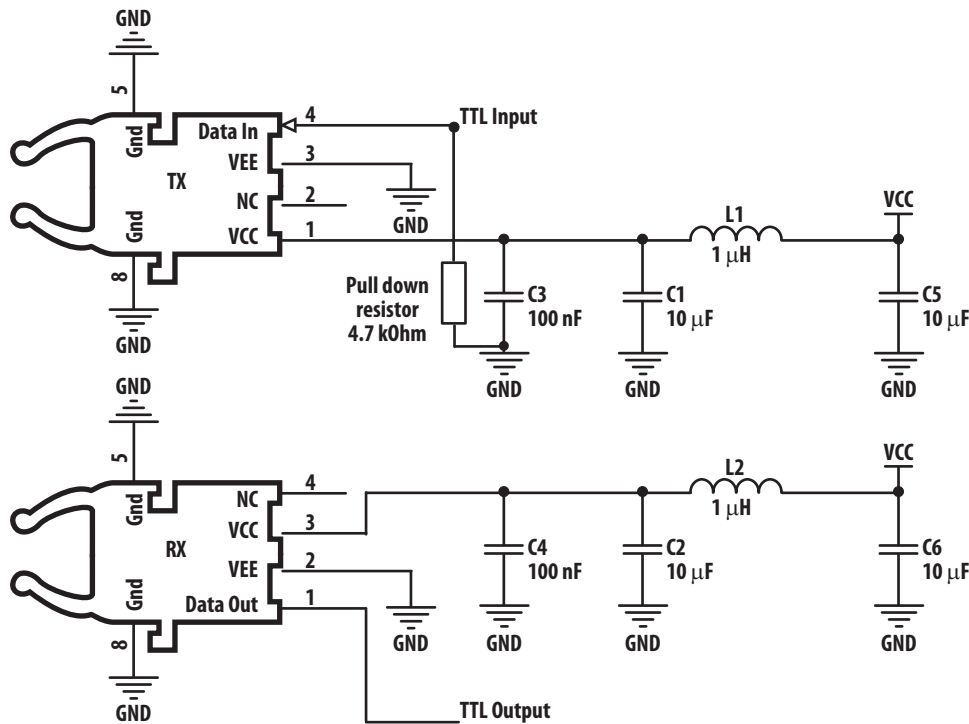 GND
5
Gnd
Data In
4
TTL Input
VEE
3
TX
NC
2
GND
VCC
1
L1
1 μH
VCC
Gnd
8
GND
Pull down
resistor
4.7 kOhm
C3
100 nF
GND
C1
10 μF
GND
C5
10 μF
GND
GND
5
Gnd
NC
4
VCC
3
RX
VEE
2
GND
Data Out
1
L2
1 μH
VCC
C4
100 nF
GND
C2
10 μF
GND
C6
10 μF
GND
Gnd
8
GND
TTL Output